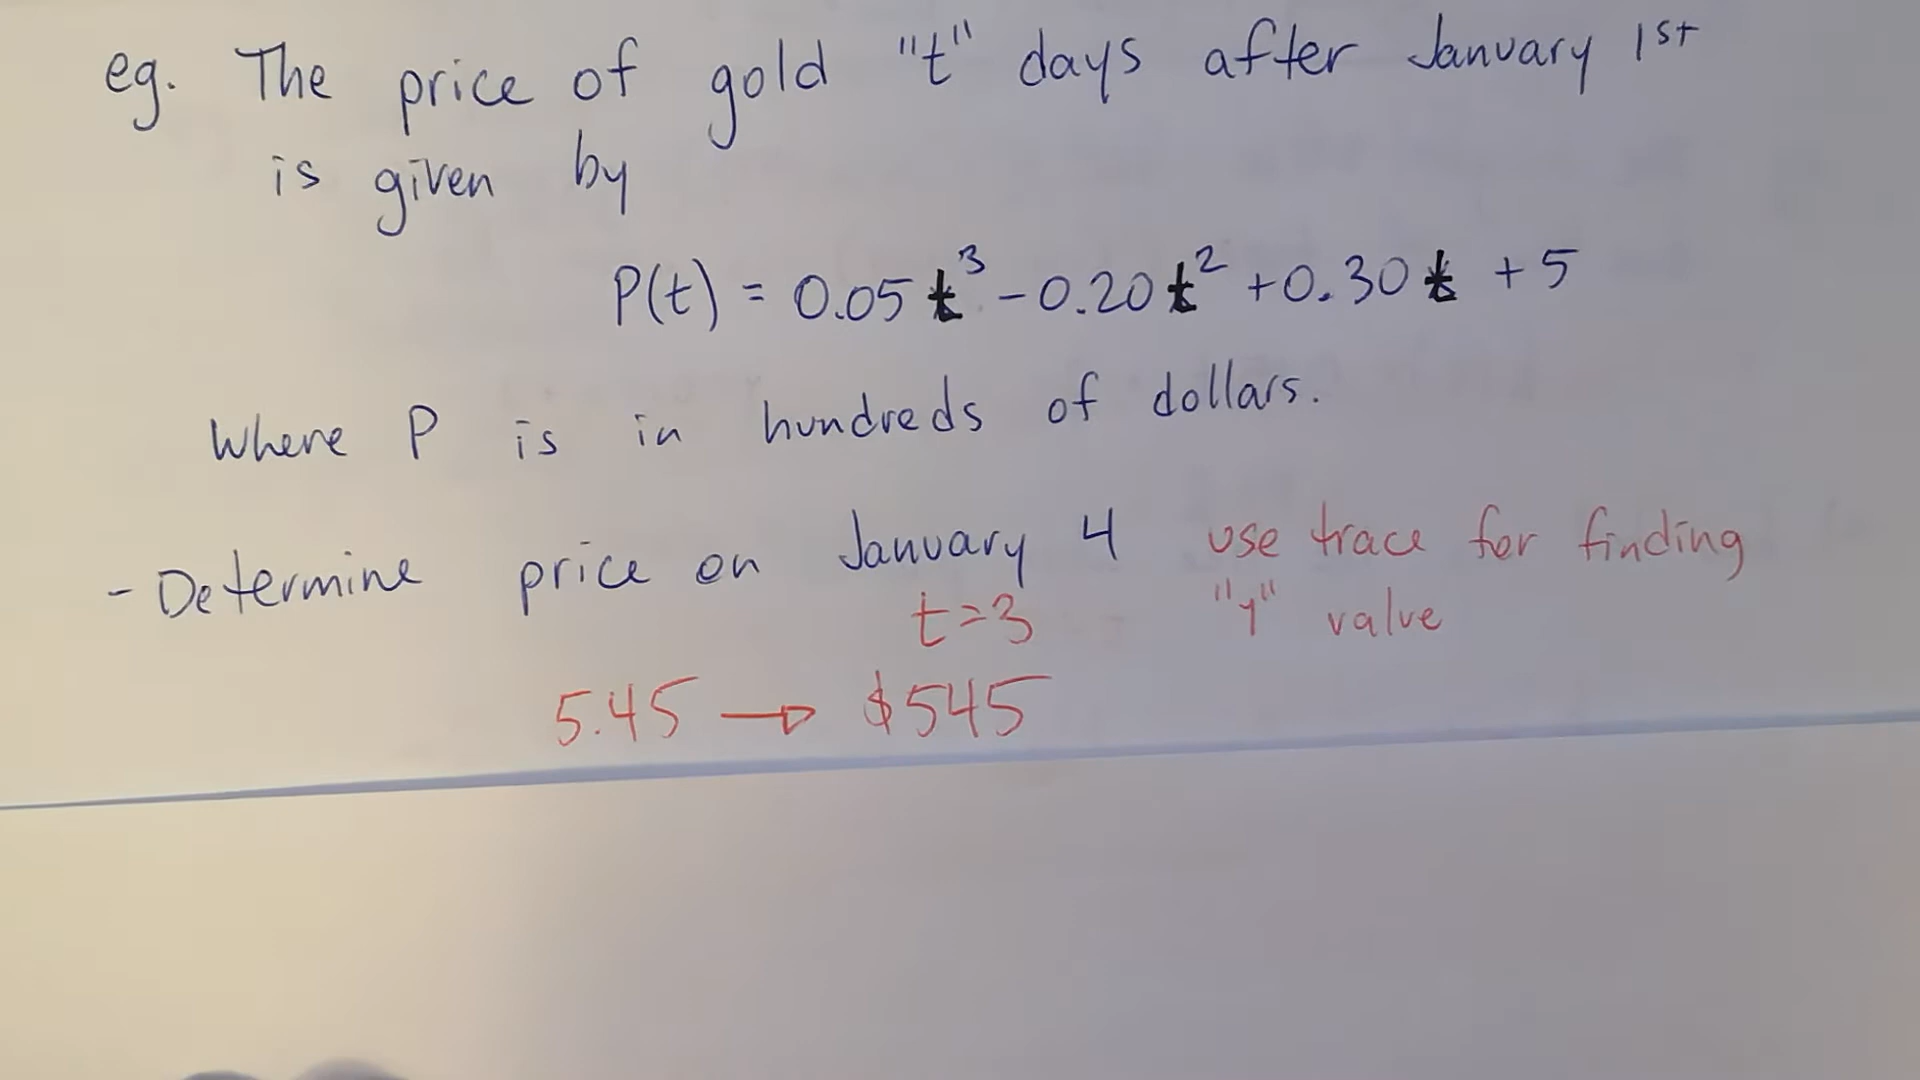 eg. The price of gold "t" days after January 1st
is given by
P(t) = 0.05t³ - 0.20t² + 0.30t + 5
Where P is in hundreds of dollars.
- Determine price on January 4 use trace for finding
t=3 "y" value
5.45 → $545